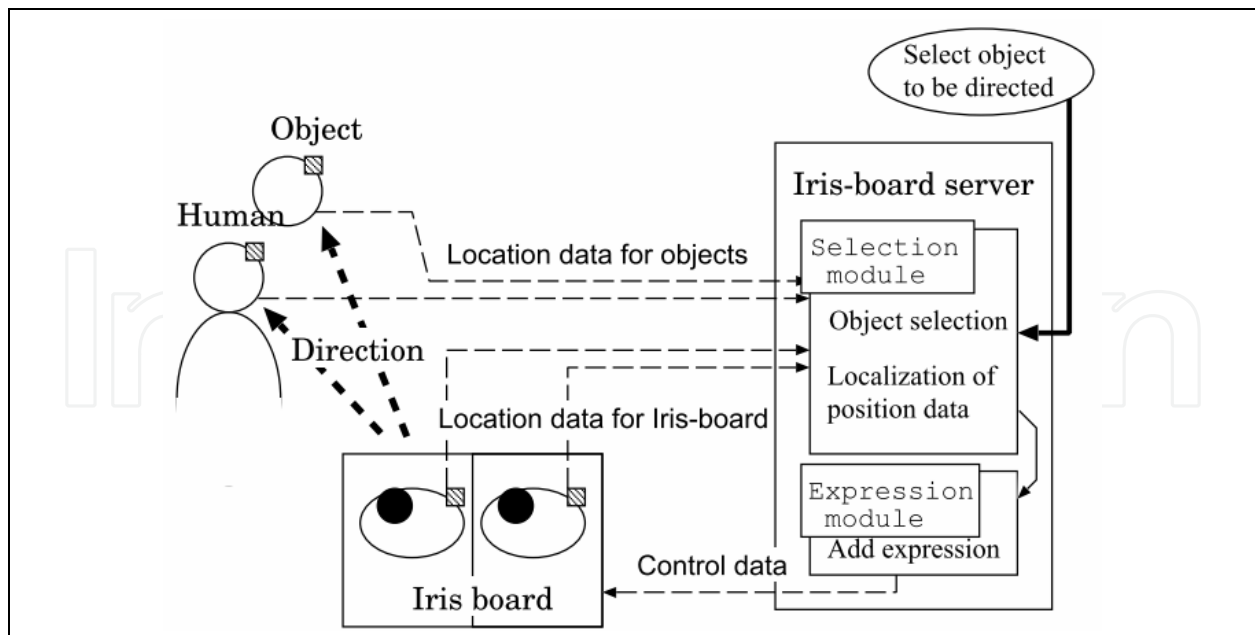 Select object
to be directed
Object
Iris-board server
Human
Selection
module
Location data for objects
Object selection
Direction
Localization of
position data
Location data for Iris-board
Expression
module
Add expression
Control data
Iris board